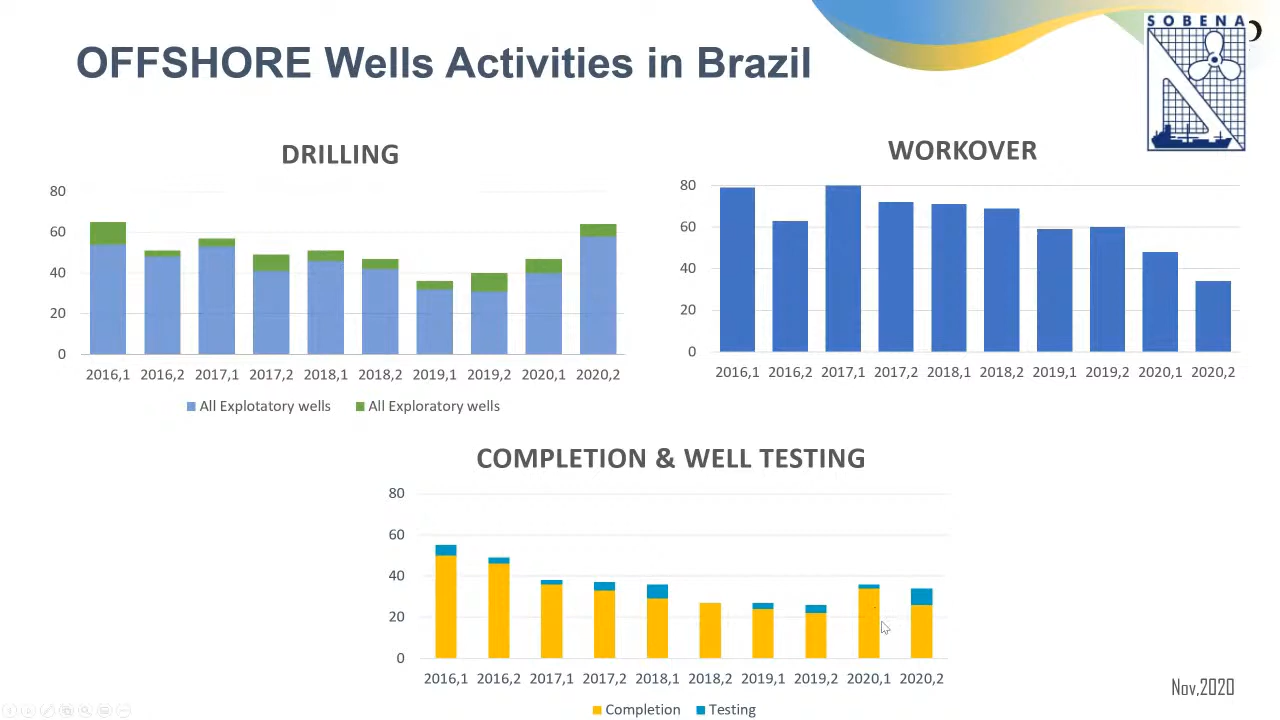 OFFSHORE Wells Activities in Brazil
SOBENA
DRILLING
80
60
40
20
0
2016,1 2016,2 2017,1 2017,2 2018,1 2018,2 2019,1 2019,2 2020,1 2020,2
All Explotatory wells All Exploratory wells
WORKOVER
80
60
40
20
0
2016,1 2016,2 2017,1 2017,2 2018,1 2018,2 2019,1 2019,2 2020,1 2020,2
COMPLETION & WELL TESTING
80
60
40
20
0
2016,1 2016,2 2017,1 2017,2 2018,1 2018,2 2019,1 2019,2 2020,1 2020,2
Completion Testing
Nov,2020